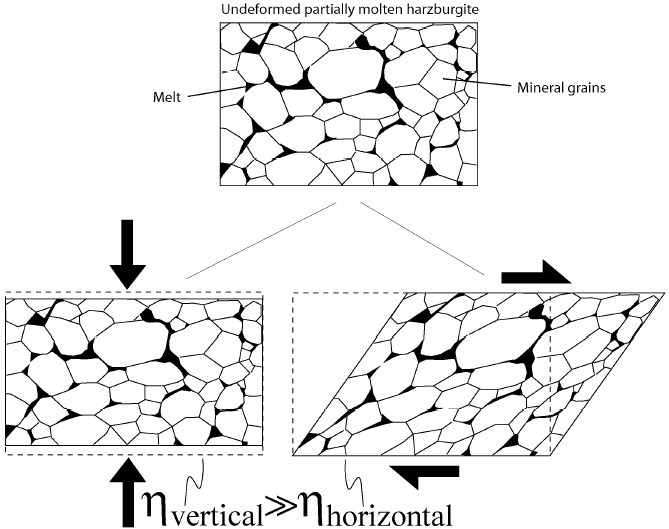 Undeformed partially molten harzburgite
Melt
Mineral grains
ηvertical≫ηhorizontal